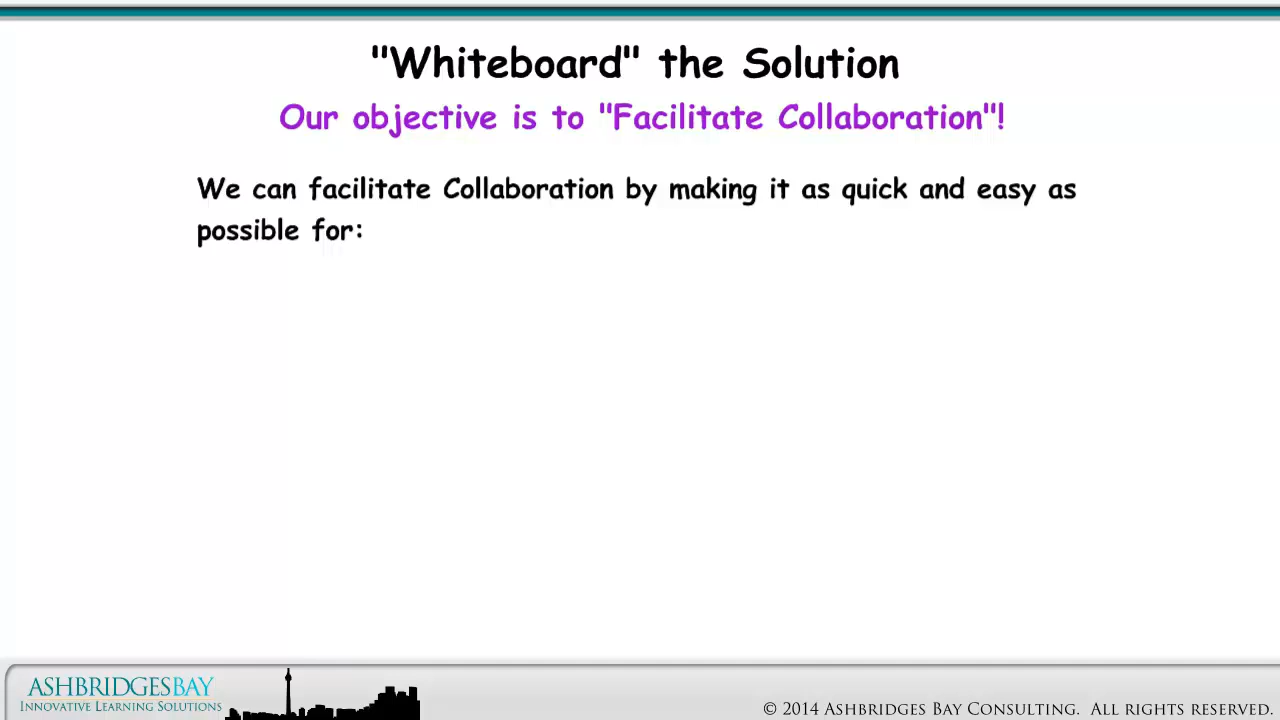 "Whiteboard" the Solution
Our objective is to "Facilitate Collaboration"!
We can facilitate Collaboration by making it as quick and easy as
possible for:
ASHBRIDGESBAY
Innovative Learning Solutions
© 2014 Ashbridges Bay Consulting. All rights reserved.